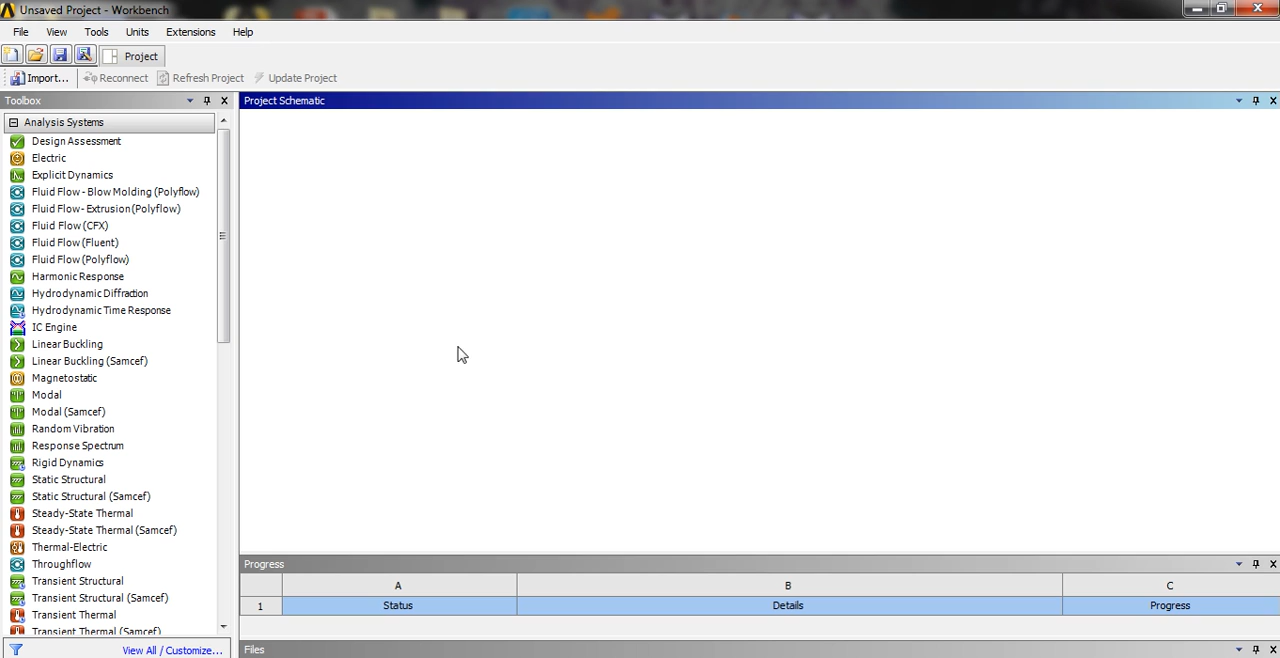 Unsaved Project - Workbench
File View Tools Units Extensions Help
Project
Import... Reconnect Refresh Project Update Project
Toolbox
Project Schematic
Analysis Systems
Design Assessment
Electric
Explicit Dynamics
Fluid Flow - Blow Molding (Polyflow)
Fluid Flow- Extrusion (Polyflow)
Fluid Flow (CFX)
Fluid Flow (Fluent)
Fluid Flow (Polyflow)
Harmonic Response
Hydrodynamic Diffraction
Hydrodynamic Time Response
IC Engine
Linear Buckling
Linear Buckling (Samcef)
Magnetostatic
Modal
Modal (Samcef)
Random Vibration
Response Spectrum
Rigid Dynamics
Static Structural
Static Structural (Samcef)
Steady-State Thermal
Steady-State Thermal (Samcef)
Thermal-Electric
Throughflow
Transient Structural
Transient Structural (Samcef)
Transient Thermal
Transient Thermal (Samcef)
View All / Customize...
Progress
A B C
1 Status Details Progress
Files